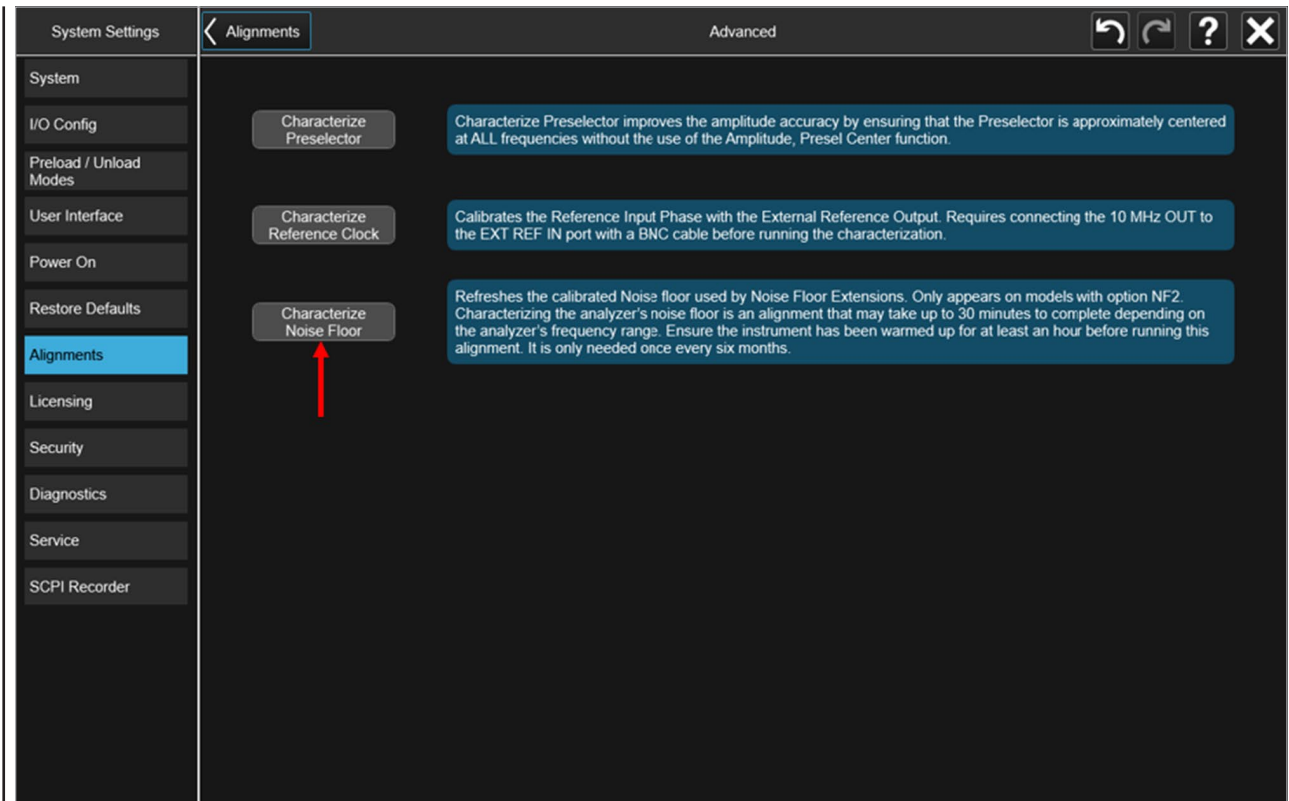 System Settings
Alignments
Advanced
?
System
I/O Config
Preload / Unload
Modes
User Interface
Power On
Restore Defaults
Alignments
Licensing
Security
Diagnostics
Service
SCPI Recorder
Characterize
Preselector
Characterize Preselector improves the amplitude accuracy by ensuring that the Preselector is approximately centered
at ALL frequencies without the use of the Amplitude, Presel Center function.
Characterize
Reference Clock
Calibrates the Reference Input Phase with the External Reference Output. Requires connecting the 10 MHz OUT to
the EXT REF IN port with a BNC cable before running the characterization.
Characterize
Noise Floor
Refreshes the calibrated Noise floor used by Noise Floor Extensions. Only appears on models with option NF2.
Characterizing the analyzer's noise floor is an alignment that may take up to 30 minutes to complete depending on
the analyzer's frequency range. Ensure the instrument has been warmed up for at least an hour before running this
alignment. It is only needed once every six months.